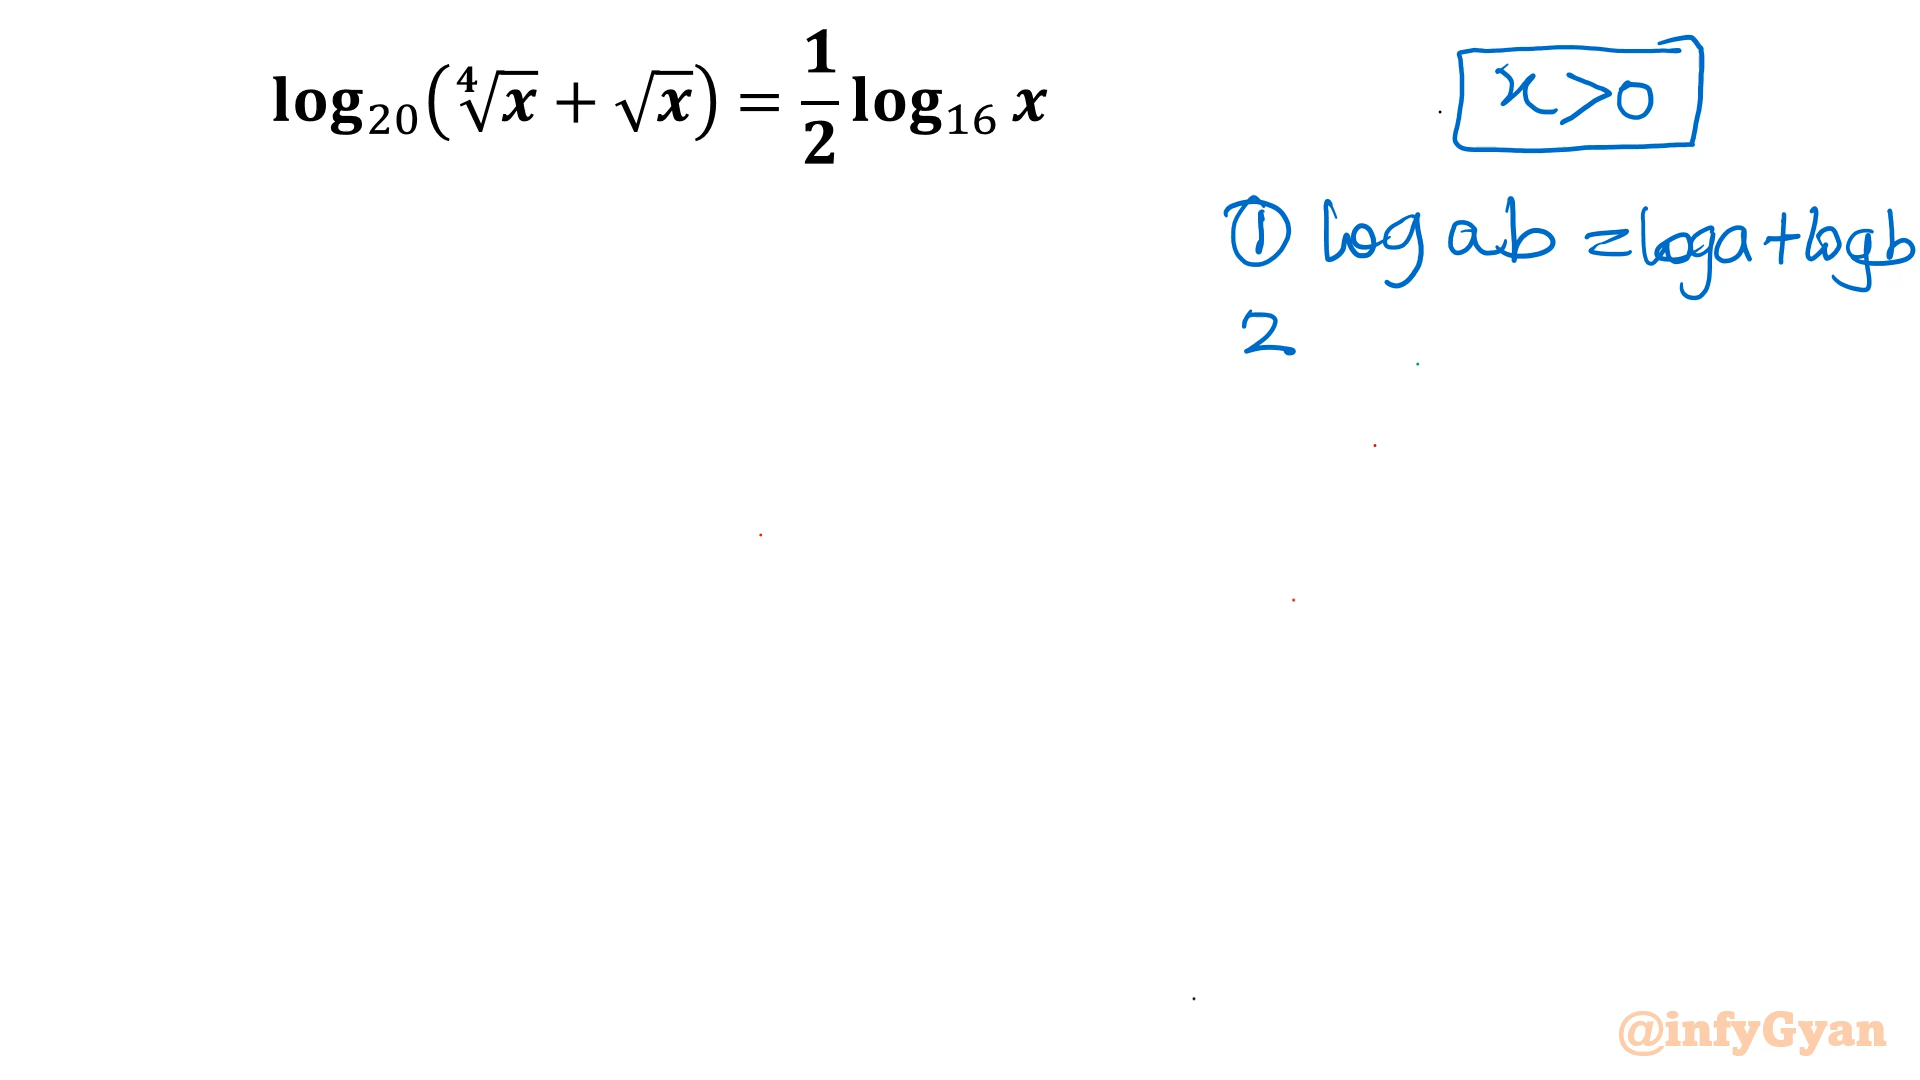 log₂₀(∜x + √x) = 1/2 log₁₆ x
x>0
① log ab = loga + logb
2
@infyGyan